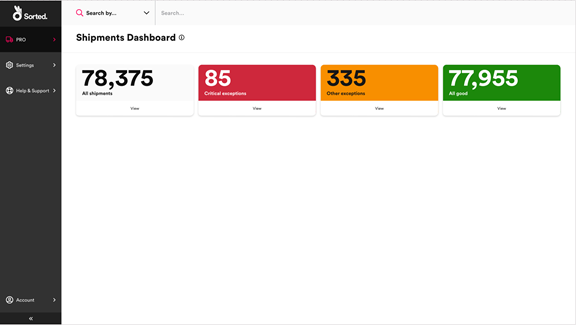 Sorted.
Search by...
Search...
PRO
Shipments Dashboard
Settings
78,375
All shipments
View
85
Critical exceptions
View
335
Other exceptions
View
77,955
All good
View
Help & Support
Account